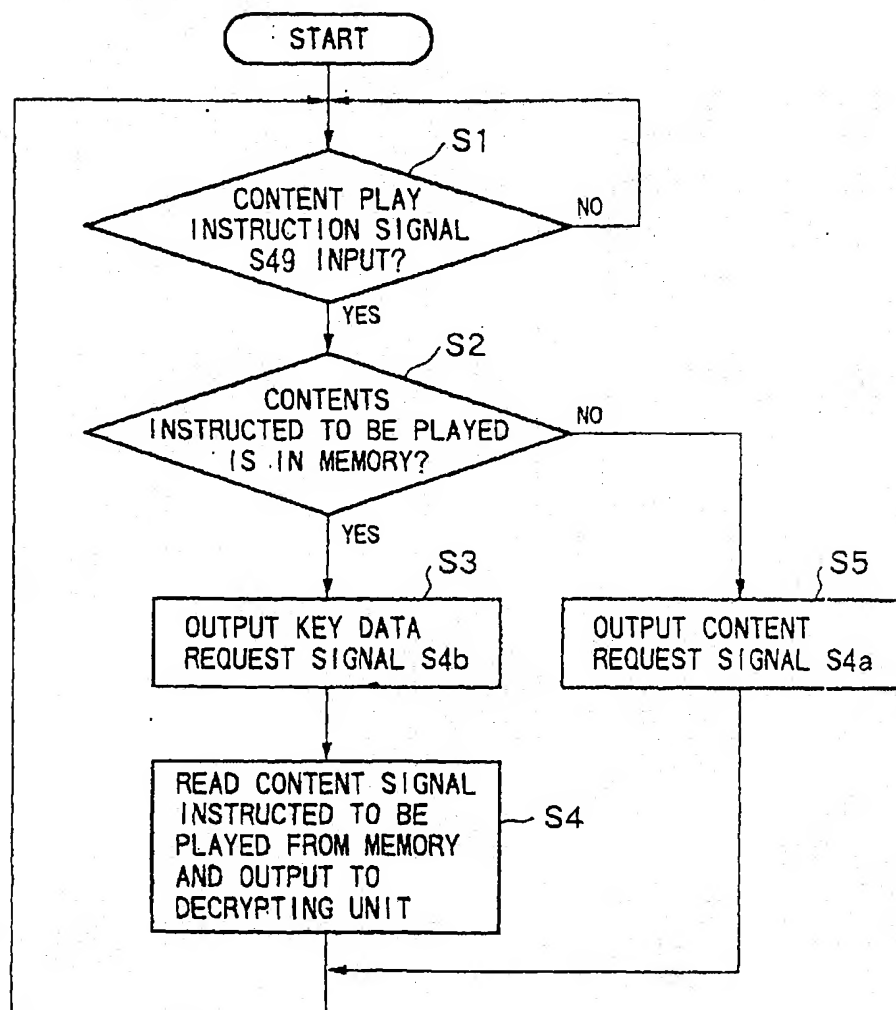 START
S1
CONTENT PLAY
INSTRUCTION SIGNAL
S49 INPUT?
NO
YES
S2
CONTENTS
INSTRUCTED TO BE PLAYED
IS IN MEMORY?
NO
YES
S3
OUTPUT KEY DATA
REQUEST SIGNAL S4b
S5
OUTPUT CONTENT
REQUEST SIGNAL S4a
READ CONTENT SIGNAL
INSTRUCTED TO BE
PLAYED FROM MEMORY
AND OUTPUT TO
DECRYPTING UNIT
S4